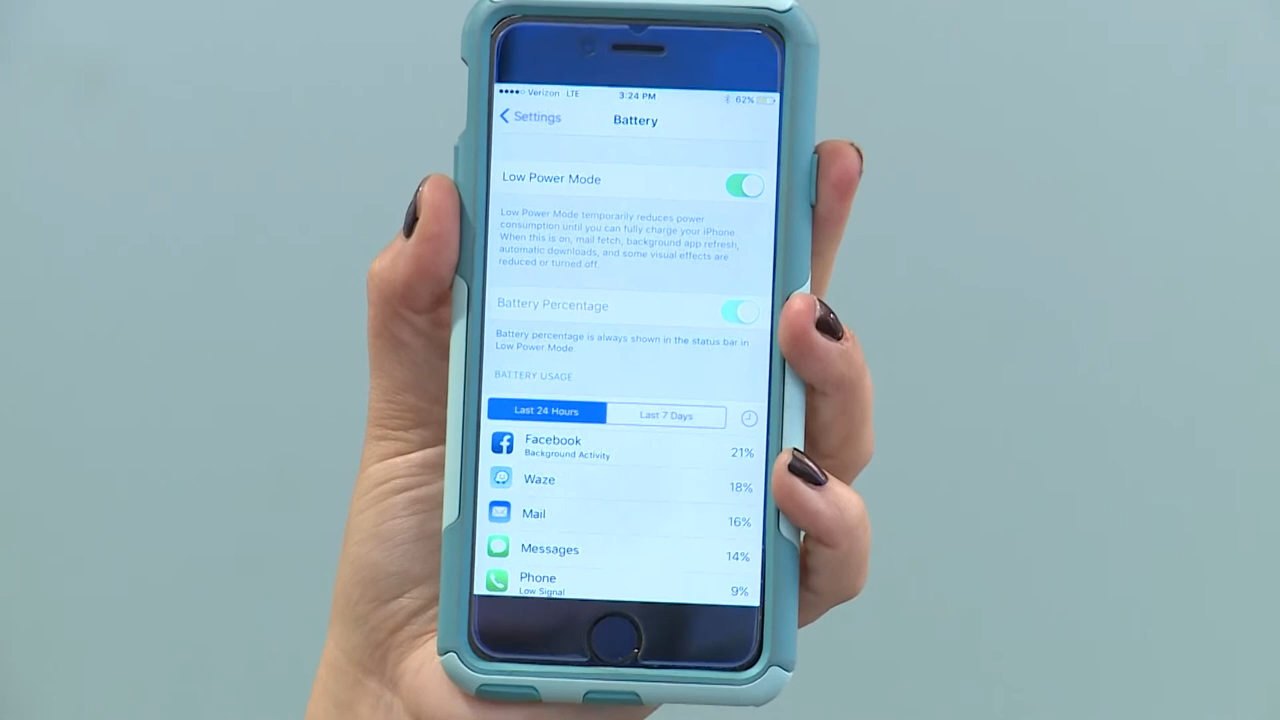 Verizon LTE 3:24 PM 62%
Settings Battery
Low Power Mode
Low Power Mode temporarily reduces power
consumption until you can fully charge your iPhone.
When this is on, mail fetch, background app refresh,
automatic downloads, and some visual effects are
reduced or turned off.
Battery Percentage
Battery percentage is always shown in the status bar in
Low Power Mode.
BATTERY USAGE
Last 24 Hours Last 7 Days
Facebook 21%
Background Activity
Waze 18%
Mail 16%
Messages 14%
Phone 9%
Low Signal